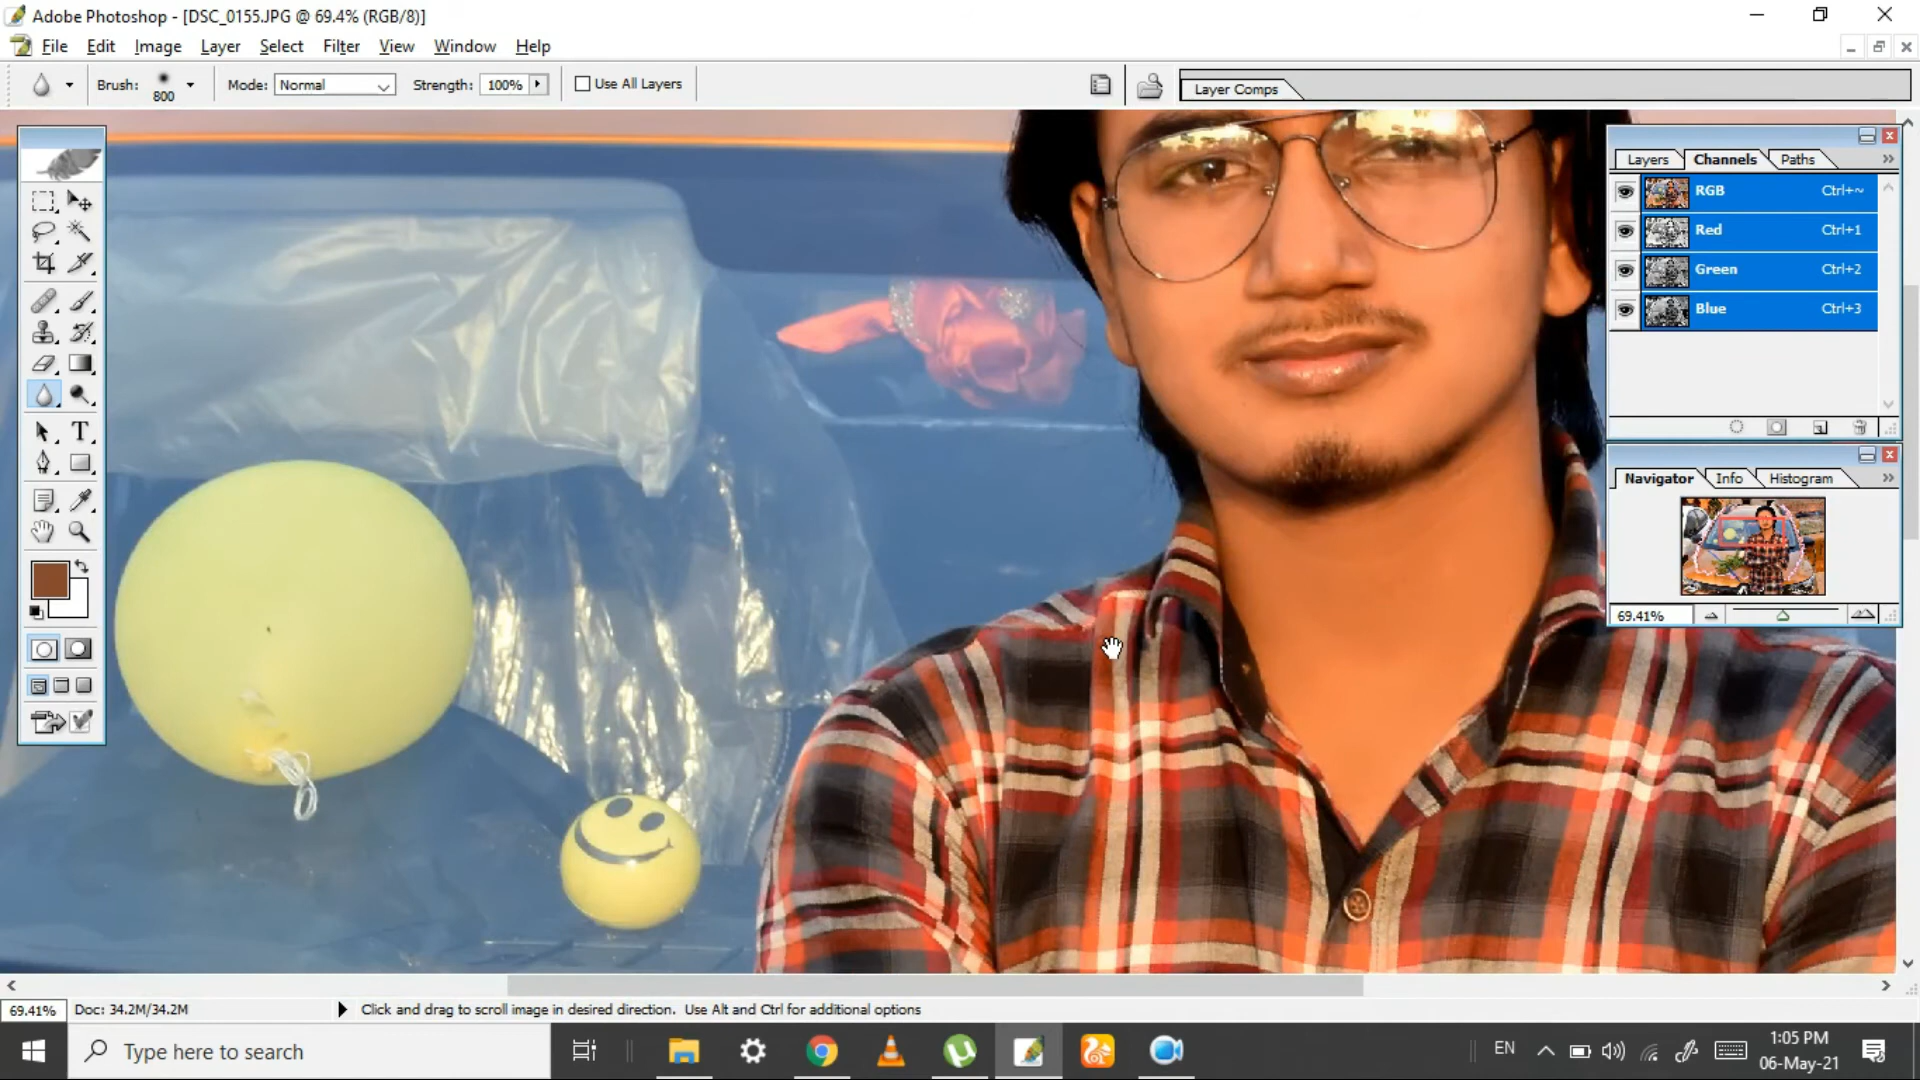 Adobe Photoshop - [DSC_0155.JPG @ 69.4% (RGB/8)]
File Edit Image Layer Select Filter View Window Help
Brush: 800 Mode: Normal Strength: 100% Use All Layers Layer Comps
Layers Channels Paths
RGB Ctrl+~
Red Ctrl+1
Green Ctrl+2
Blue Ctrl+3
T
Navigator Info Histogram
69.41%
69.41% Doc: 34.2M/34.2M Click and drag to scroll image in desired direction. Use Alt and Ctrl for additional options
Type here to search
EN
1:05 PM
06-May-21